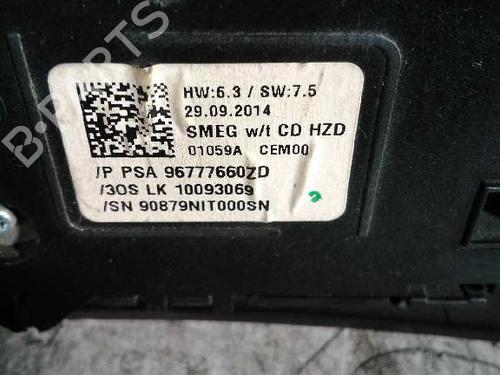 HW:6.3 / SW:7.5
29.09.2014
SMEG w/t CD HZD
01059A CEM00
/P PSA 96777660ZD
/3OS LK 10093069
/SN 90879NIT000SN
B-PARTS